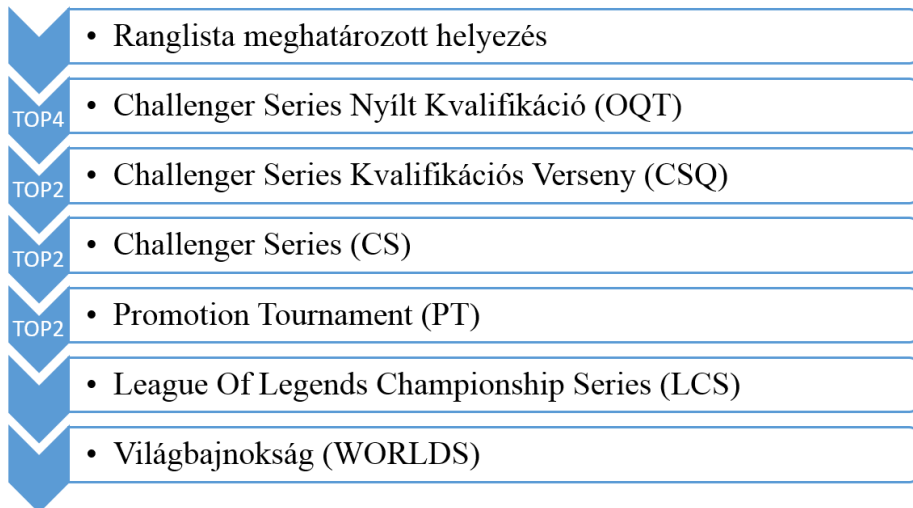 • Ranglista meghatározott helyezés
TOP4 • Challenger Series Nyílt Kvalifikáció (OQT)
TOP2 • Challenger Series Kvalifikációs Verseny (CSQ)
TOP2 • Challenger Series (CS)
TOP2 • Promotion Tournament (PT)
• League Of Legends Championship Series (LCS)
• Világbajnokság (WORLDS)